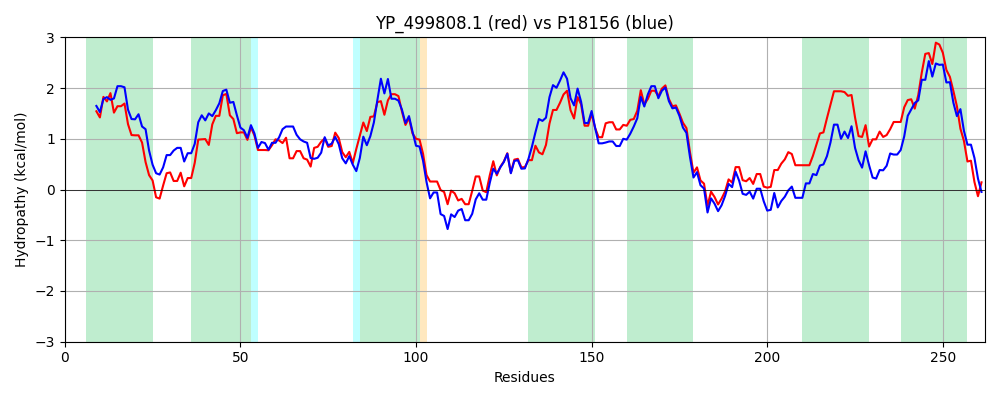 YP_499808.1 (red) vs P18156 (blue)
Hydropathy (kcal/mol)
3
2
1
0
−1
−2
−3
0 50 100 150 200 250
Residues